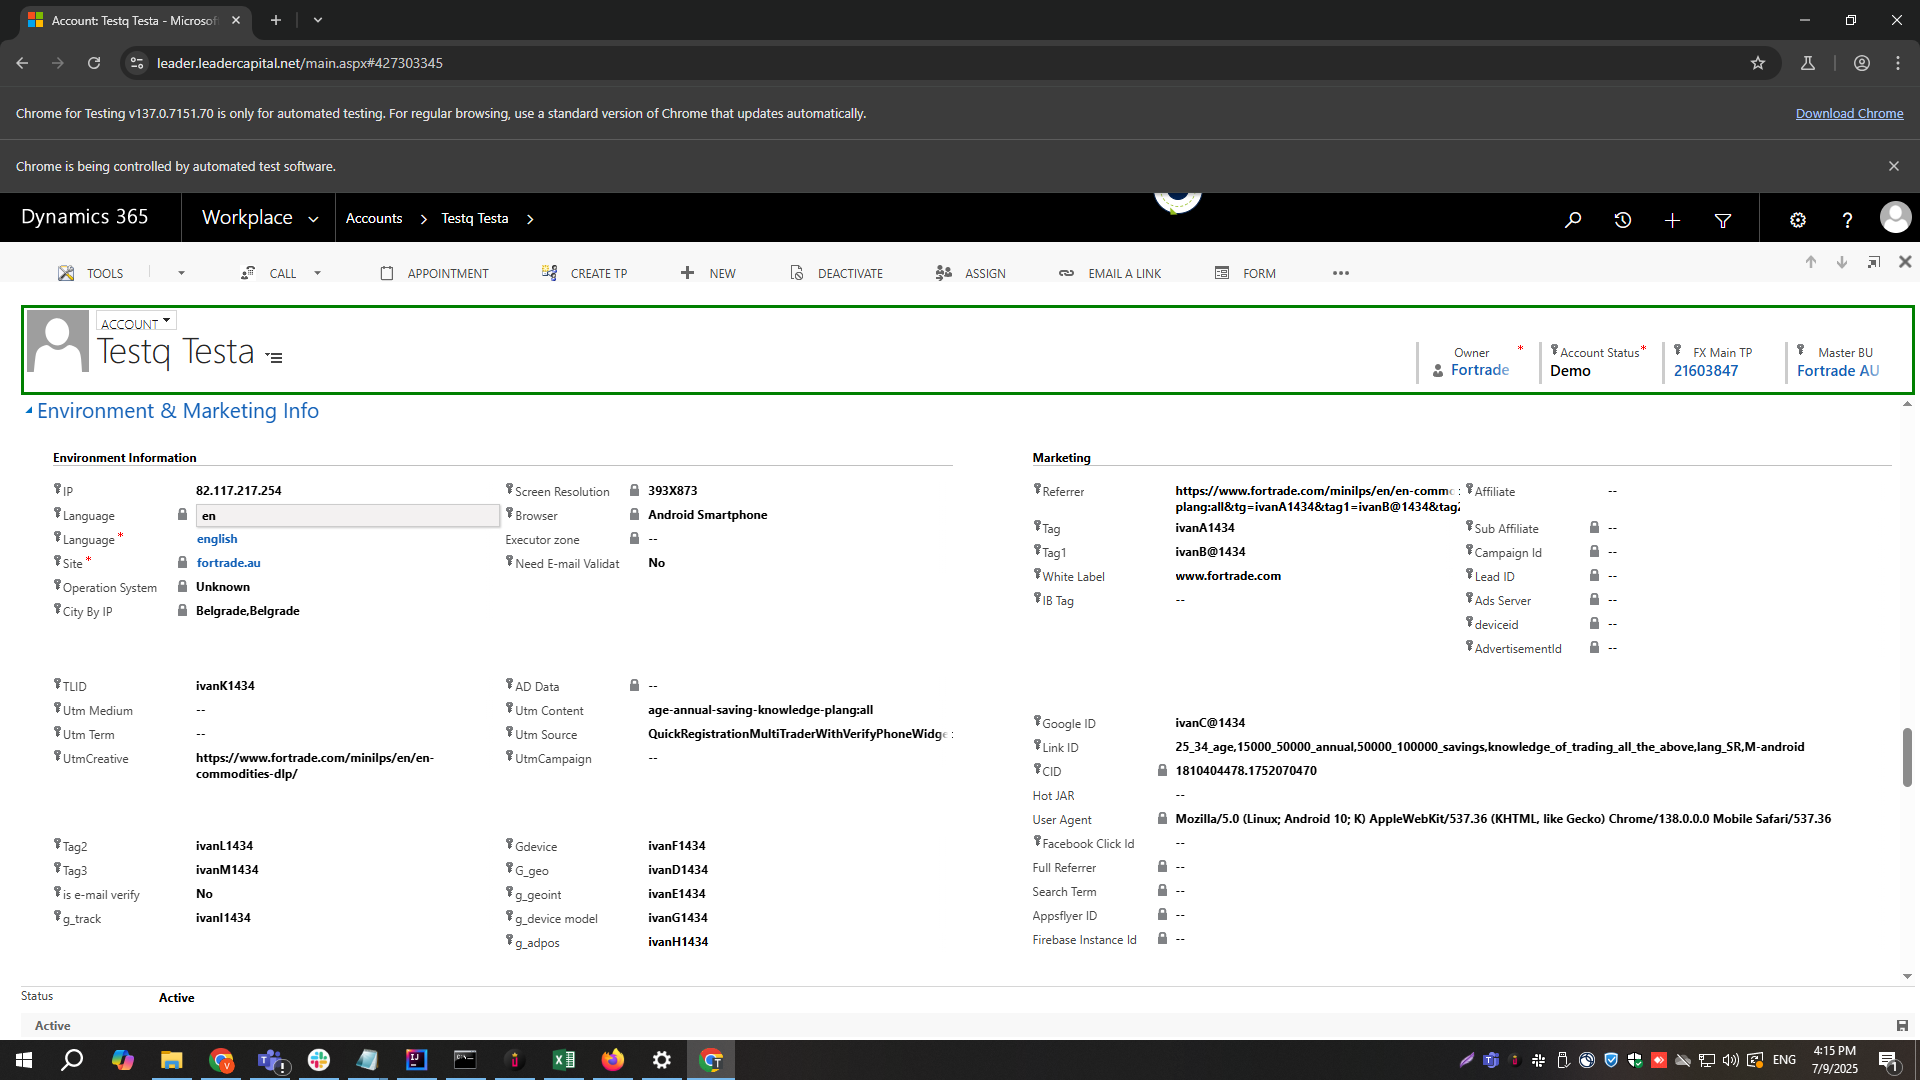 Account: Testq Testa - Microsof
leader.leadercapital.net/main.aspx#427303345
Chrome for Testing v137.0.7151.70 is only for automated testing. For regular browsing, use a standard version of Chrome that updates automatically.
Download Chrome
Chrome is being controlled by automated test software.
Dynamics 365
Workplace
Accounts
Testq Testa
TOOLS
CALL
APPOINTMENT
CREATE TP
NEW
DEACTIVATE
ASSIGN
EMAIL A LINK
FORM
ACCOUNT
Testq Testa
Owner *
Fortrade
Account Status*
Demo
FX Main TP
21603847
Master BU
Fortrade AU
Environment & Marketing Info
Environment Information
IP 82.117.217.254
Language en
Language* english
Site* fortrade.au
Operation System Unknown
City By IP Belgrade,Belgrade
Screen Resolution 393X873
Browser Android Smartphone
Executor zone --
Need E-mail Validat No
TLID ivanK1434
Utm Medium --
Utm Term --
UtmCreative https://www.fortrade.com/minilps/en/en-
commodities-dlp/
AD Data --
Utm Content age-annual-saving-knowledge-plang:all
Utm Source QuickRegistrationMultiTraderWithVerifyPhoneWidge
UtmCampaign --
Tag2 ivanL1434
Tag3 ivanM1434
is e-mail verify No
g_track ivanI1434
Gdevice ivanF1434
G_geo ivanD1434
g_geoint ivanE1434
g_device model ivanG1434
g_adpos ivanH1434
Marketing
Referrer https://www.fortrade.com/minilps/en/en-commo
plang:all&tg=ivanA1434&tag1=ivanB@1434&tag2
Tag ivanA1434
Tag1 ivanB@1434
White Label www.fortrade.com
IB Tag --
Affiliate --
Sub Affiliate --
Campaign Id --
Lead ID --
Ads Server --
deviceid --
AdvertisementId --
Google ID ivanC@1434
Link ID 25_34_age,15000_50000_annual,50000_100000_savings,knowledge_of_trading_all_the_above,lang_SR,M-android
CID 1810404478.1752070470
Hot JAR --
User Agent Mozilla/5.0 (Linux; Android 10; K) AppleWebKit/537.36 (KHTML, like Gecko) Chrome/138.0.0.0 Mobile Safari/537.36
Facebook Click Id --
Full Referrer --
Search Term --
Appsflyer ID --
Firebase Instance Id --
Status Active
Active
ENG
4:15 PM
7/9/2025
1